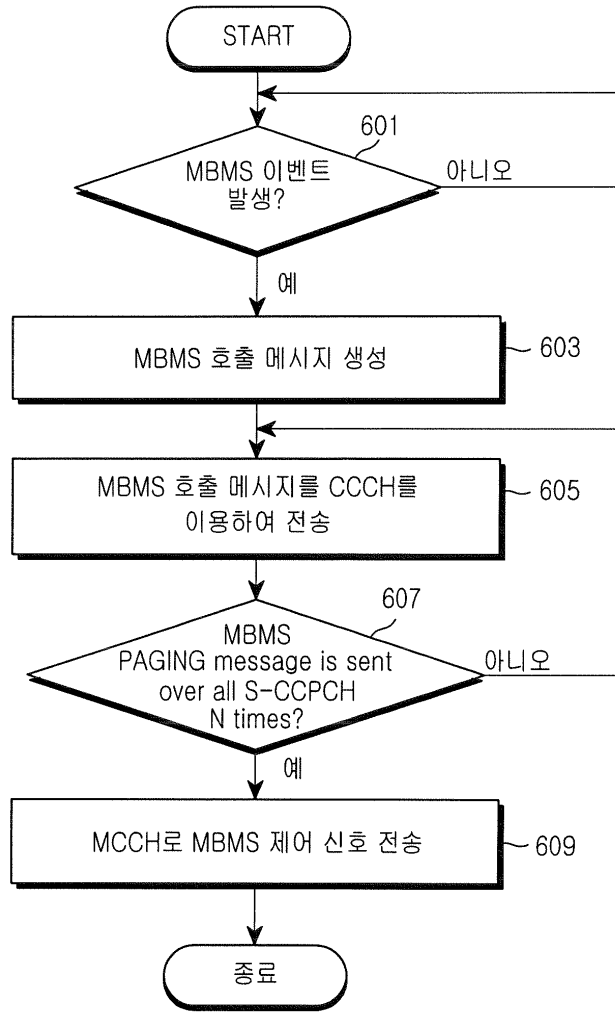 START
601
MBMS 이벤트
발생?
아니오
예
MBMS 호출 메시지 생성
603
MBMS 호출 메시지를 CCCH를
이용하여 전송
605
607
MBMS
PAGING message is sent
over all S-CCPCH
N times?
아니오
예
MCCH로 MBMS 제어 신호 전송
609
종료